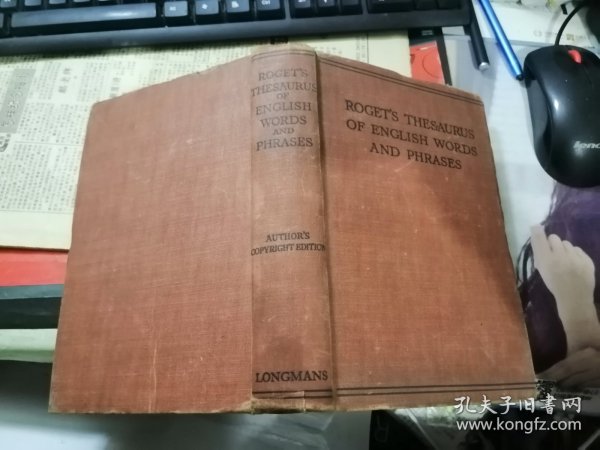 ROGET'S
THESAURUS
OF
ENGLISH
WORDS
AND
PHRASES
AUTHOR'S
COPYRIGHT EDITION
LONGMANS
ROGET'S THESAURUS
OF ENGLISH WORDS
AND PHRASES
孔夫子旧书网
www.kongfz.com